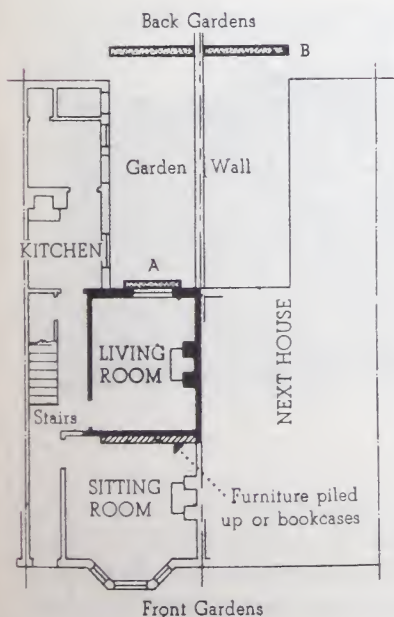 Back Gardens
B
Garden Wall
KITCHEN
A
LIVING
ROOM
NEXT HOUSE
Stairs
SITTING
ROOM
Furniture piled
up or bookcases
Front Gardens